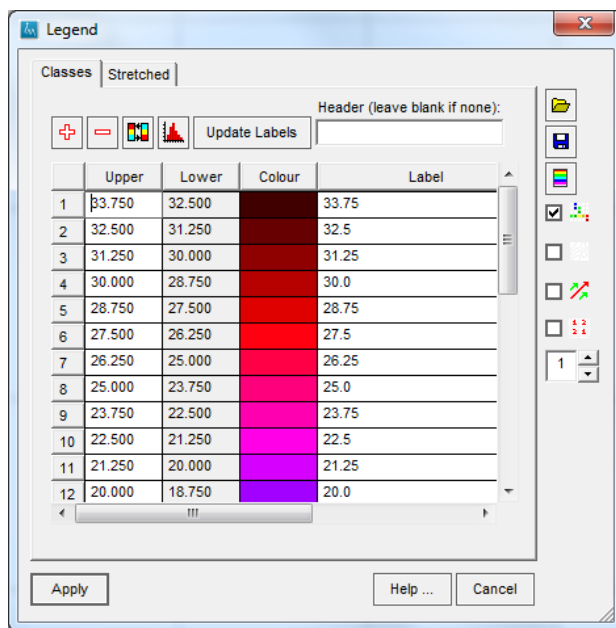 Legend
Classes Stretched
Header (leave blank if none):
Update Labels
Upper Lower Colour Label
1 33.750 32.500 33.75
2 32.500 31.250 32.5
3 31.250 30.000 31.25
4 30.000 28.750 30.0
5 28.750 27.500 28.75
6 27.500 26.250 27.5
7 26.250 25.000 26.25
8 25.000 23.750 25.0
9 23.750 22.500 23.75
10 22.500 21.250 22.5
11 21.250 20.000 21.25
12 20.000 18.750 20.0
1 2
2 1
1
Apply Help ... Cancel